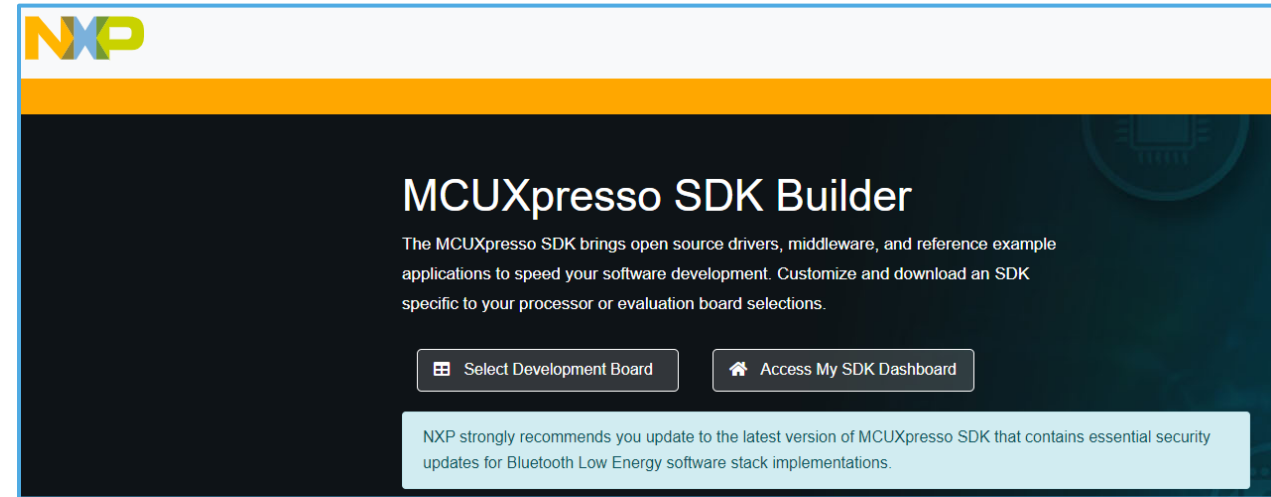 NXP
MCUXpresso SDK Builder
The MCUXpresso SDK brings open source drivers, middleware, and reference example
applications to speed your software development. Customize and download an SDK
specific to your processor or evaluation board selections.
Select Development Board
Access My SDK Dashboard
NXP strongly recommends you update to the latest version of MCUXpresso SDK that contains essential security
updates for Bluetooth Low Energy software stack implementations.